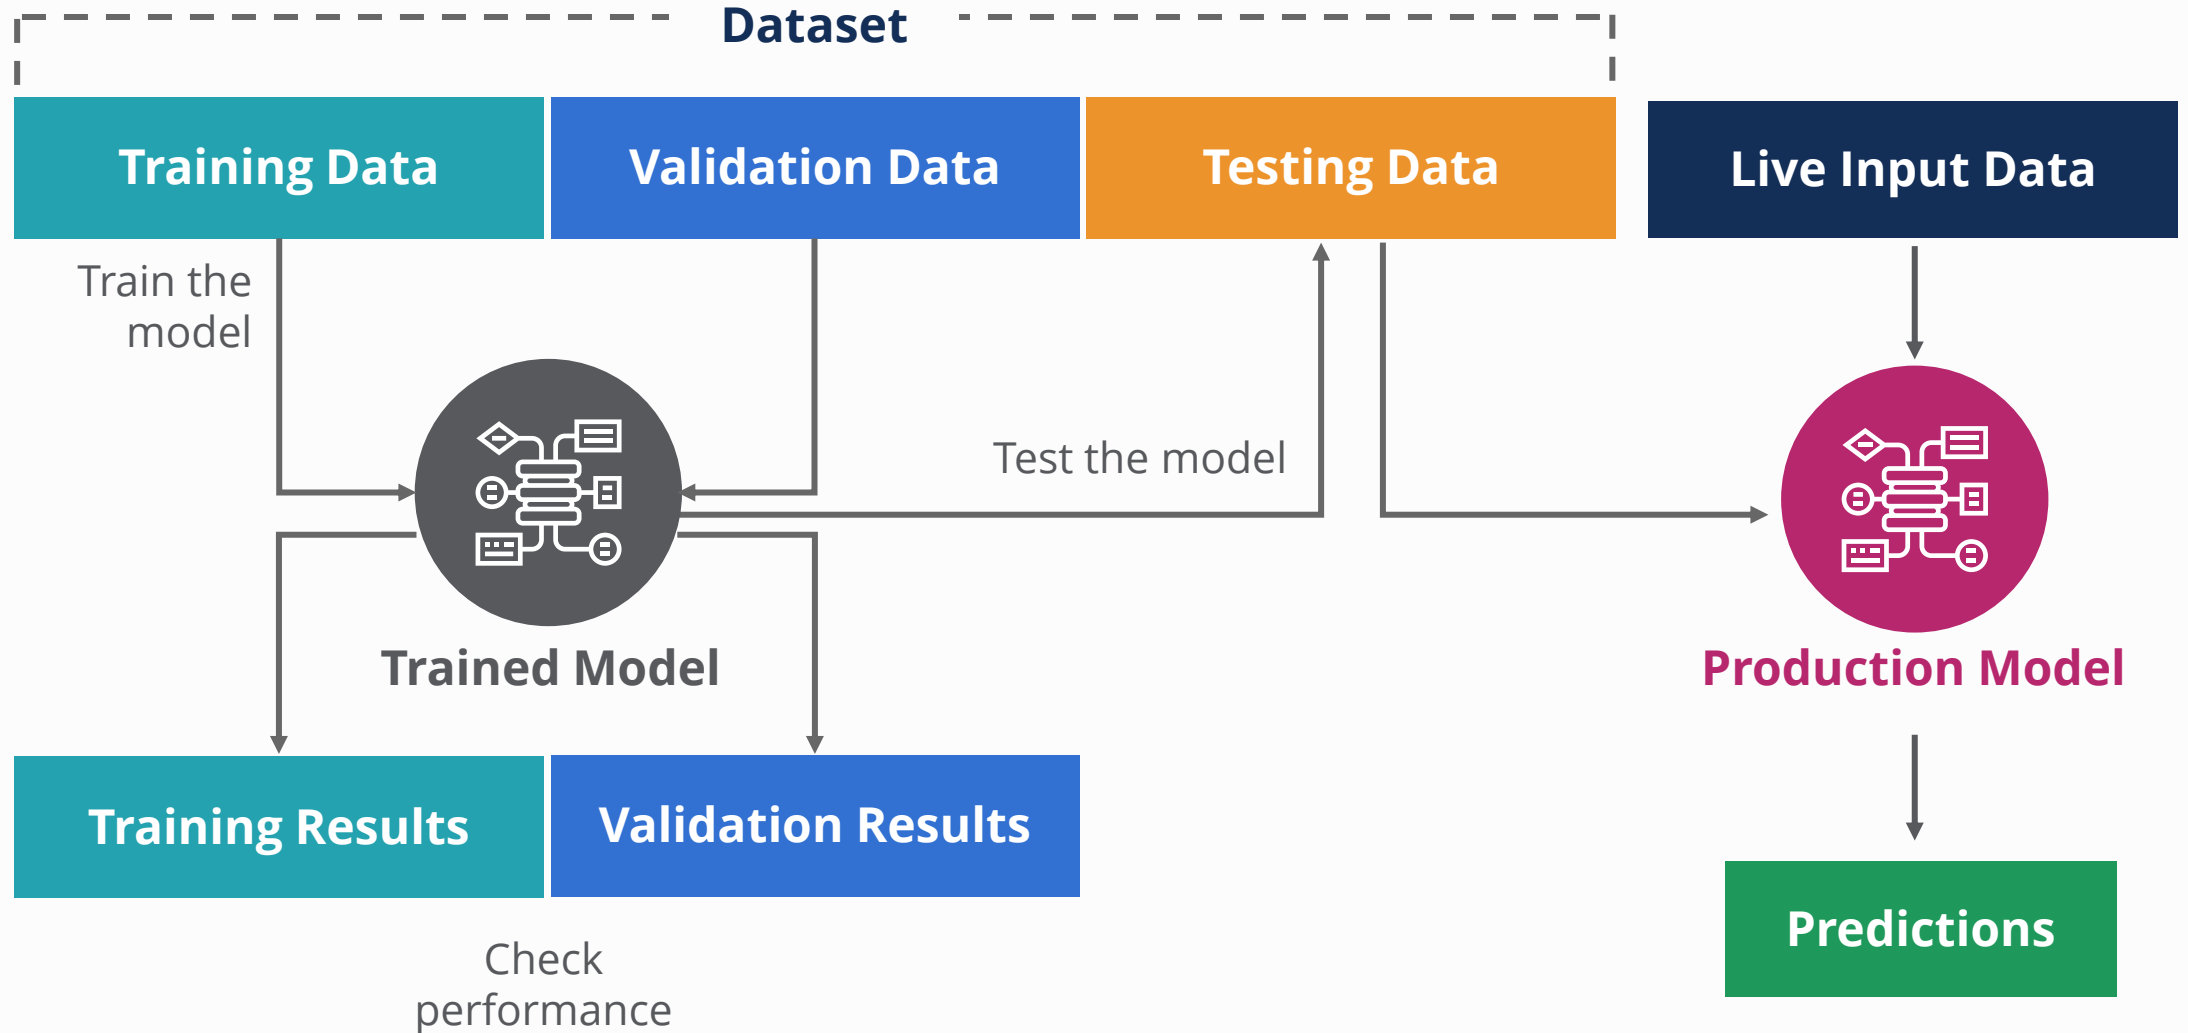 Dataset
Training Data
Validation Data
Testing Data
Live Input Data
Train the
model
Test the model
Trained Model
Production Model
Training Results
Validation Results
Predictions
Check
performance